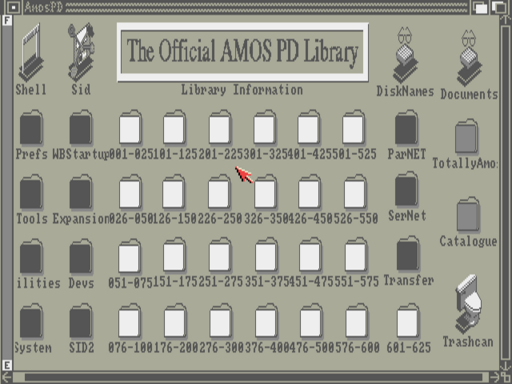 AmosPD
F
The Official AMOS PD Library
Shell Sid Library Information DiskNames Documents
Prefs WBStartup 001-025 101-125 201-225 301-325 401-425 501-525 ParNET TotallyAmo
Tools Expansion 026-050 126-150 226-250 326-350 426-450 526-550 SerNet Catalogue
ilities Devs 051-075 151-175 251-275 351-375 451-475 551-575 Transfer
System SID2 076-100 176-200 276-300 376-400 476-500 576-600 601-625 Trashcan
E